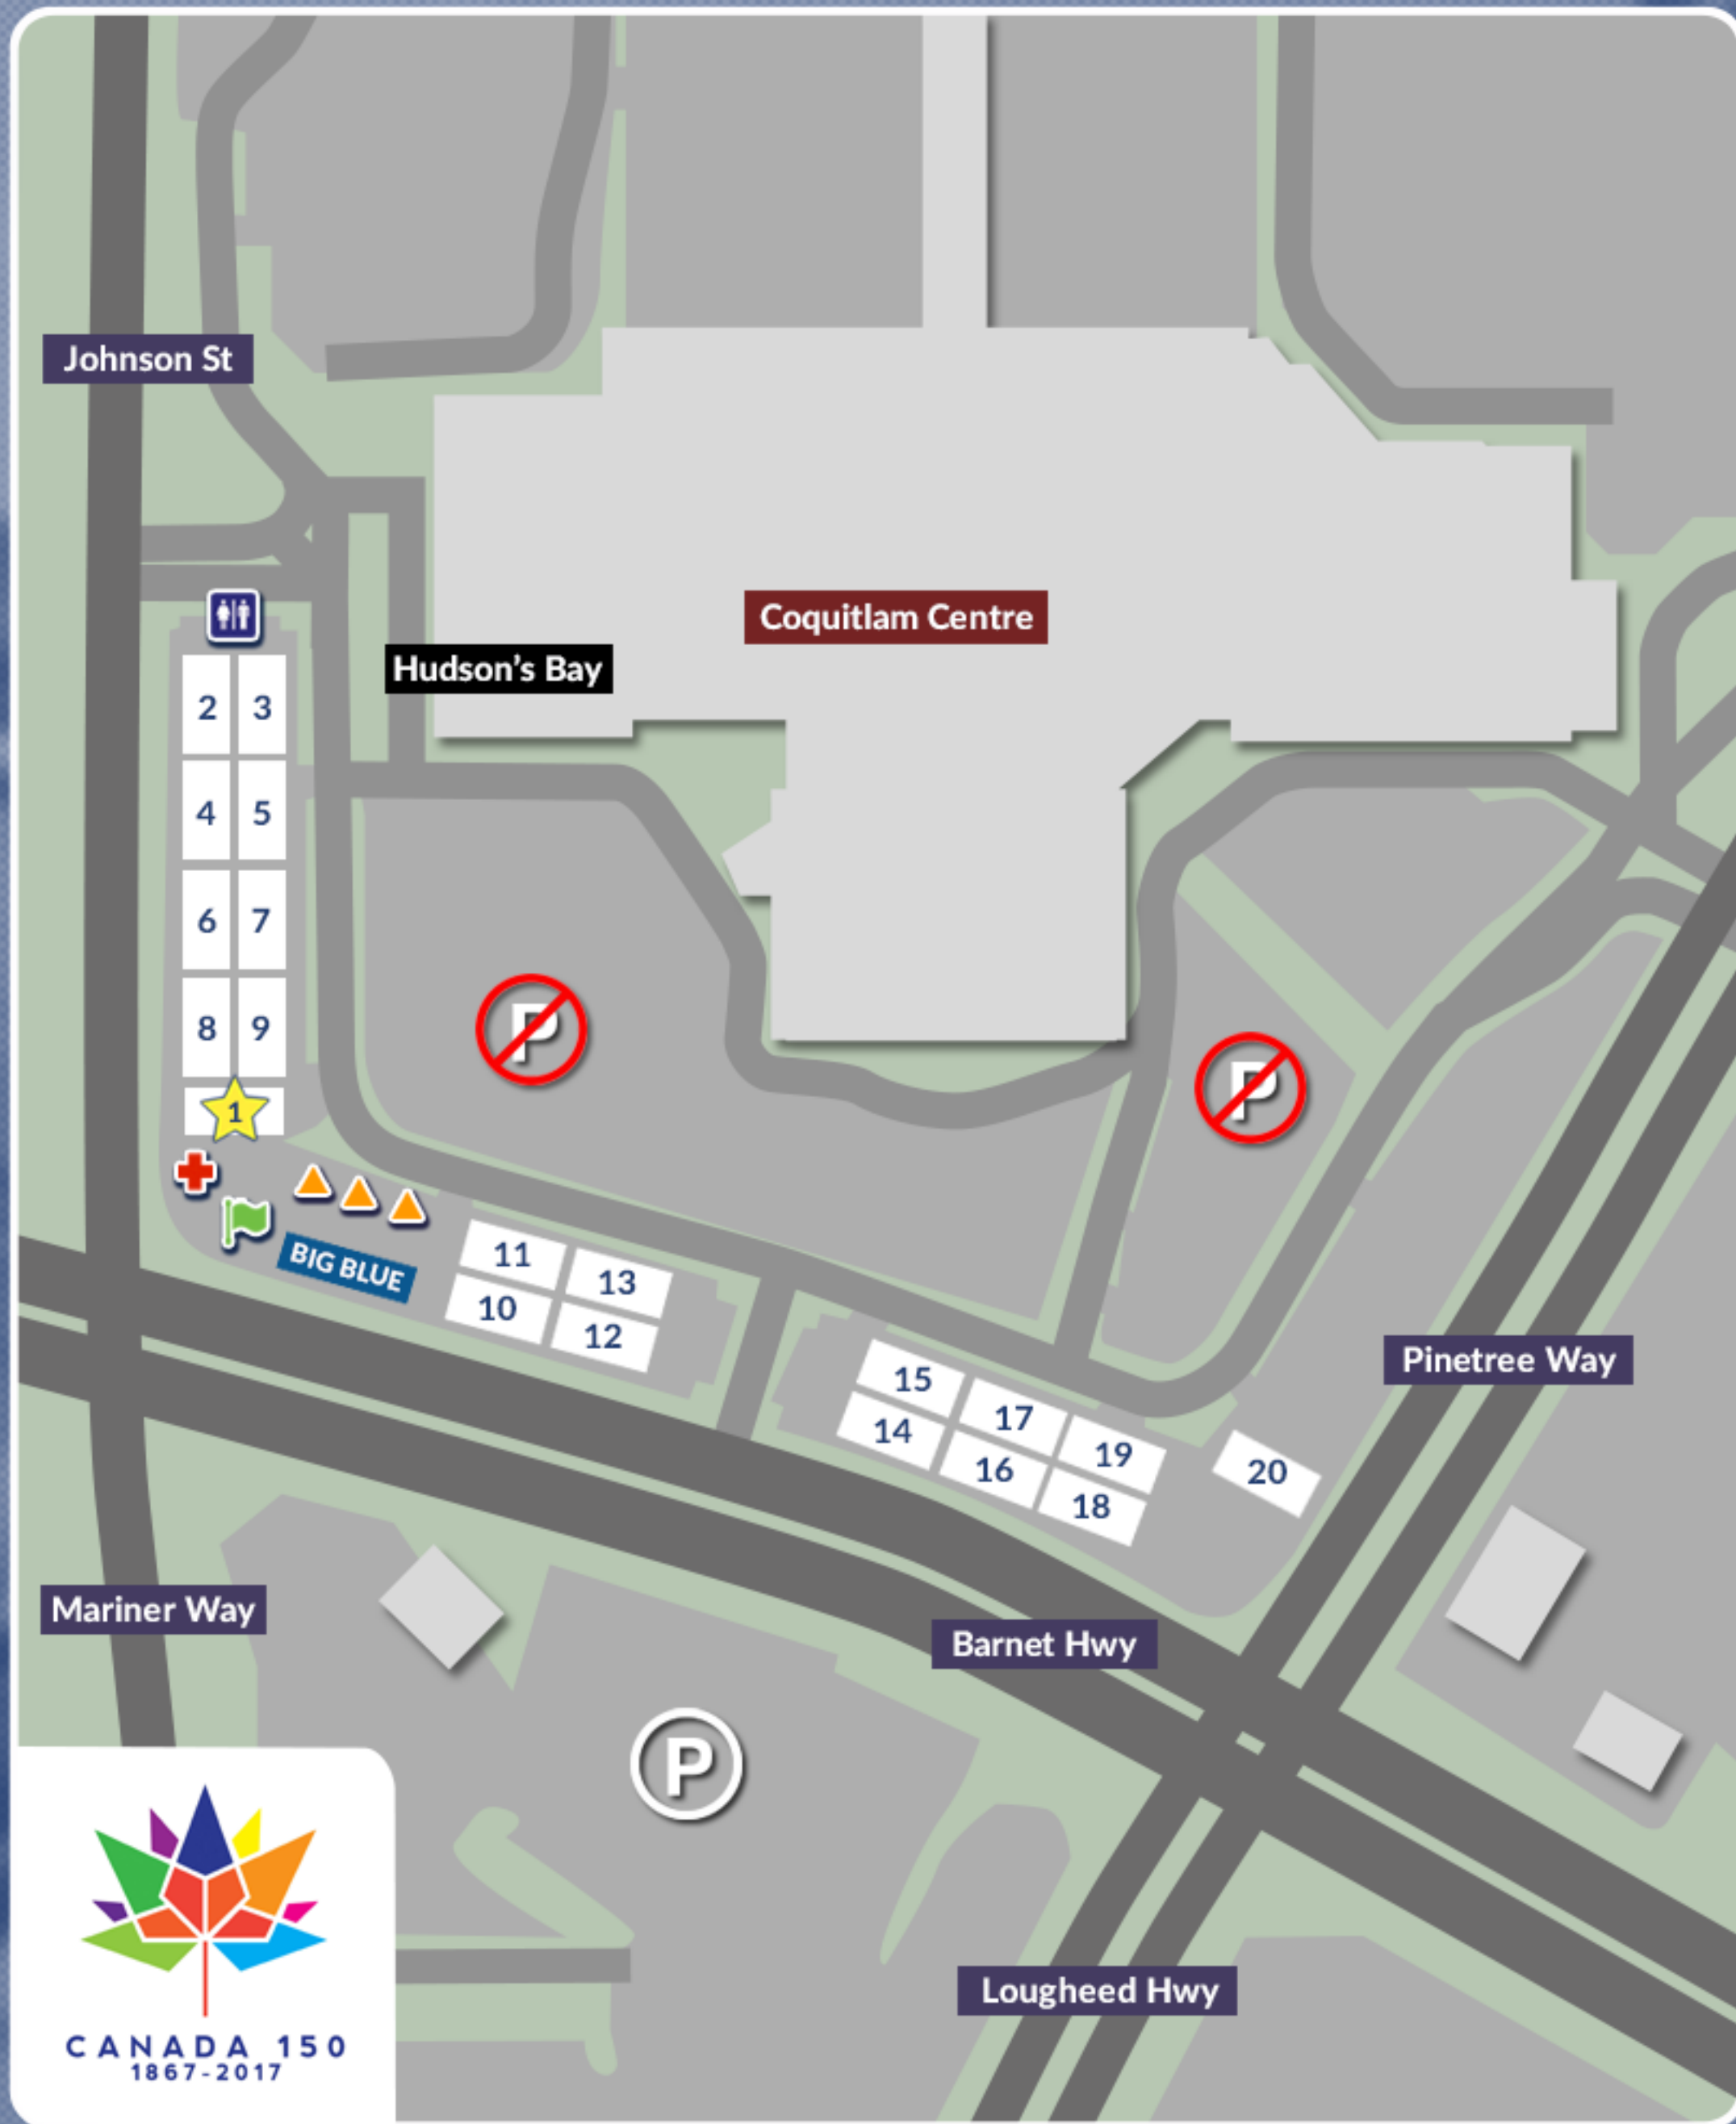 Johnson St
Coquitlam Centre
Hudson's Bay
2 3
4 5
6 7
8 9
P
P
1
BIG BLUE
11 13
10 12
15
14
17
16
19
18
20
Pinetree Way
Mariner Way
Barnet Hwy
P
Lougheed Hwy
CANADA 150
1867-2017